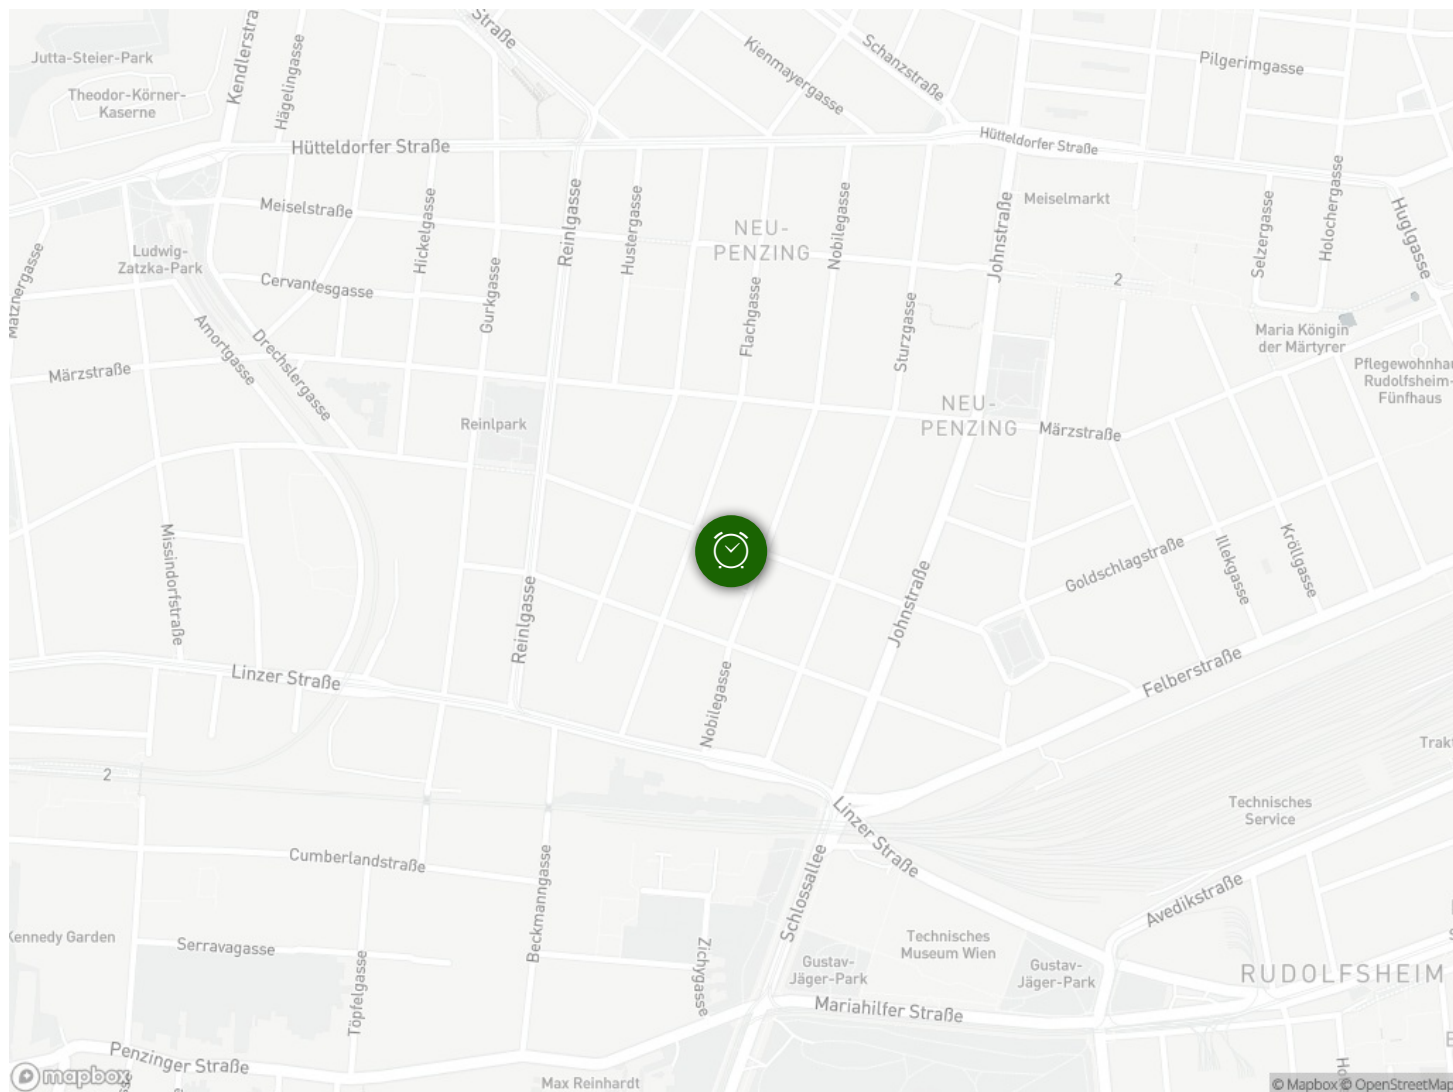 Straße
Kendlerstra
Hägelingasse
Jutta-Steier-Park
Theodor-Körner-
Kaserne
Kienmayergasse
Schanzstraße
Pilgerimgasse
Hütteldorfer Straße
Hütteldorfer Straße
Meiselstraße
Hickelgasse
Reinlgasse
Hustergasse
NEU-
PENZING
Nobilegasse
Johnstraße
Meiselmarkt
Selzergasse
Holochergasse
Huglgasse
Matznergasse
Ludwig-
Zatzka-Park
Cervantesgasse
Gurkgasse
Flachgasse
Sturzgasse
2
Maria Königin
der Märtyrer
Amortgasse
Drechslergasse
Märzstraße
Pflegewohnhau
Rudolfsheim-
Fünfhaus
Reinlpark
NEU-
PENZING
Märzstraße
Missindorfstraße
Reinlgasse
Johnstraße
Goldschlagstraße
Illekgasse
Kröllgasse
Linzer Straße
Nobilegasse
Felberstraße
2
Trakt
Technisches
Service
Linzer Straße
Cumberlandstraße
Beckmanngasse
Schlossallee
Avedikstraße
Kennedy Garden
Serravagasse
Töpfelgasse
Zichygasse
Technisches
Museum Wien
Gustav-
Jäger-Park
Gustav-
Jäger-Park
RUDOLFSHEIM
Mariahilfer Straße
Penzinger Straße
Max Reinhardt
mapbox
© Mapbox © OpenStreetMap